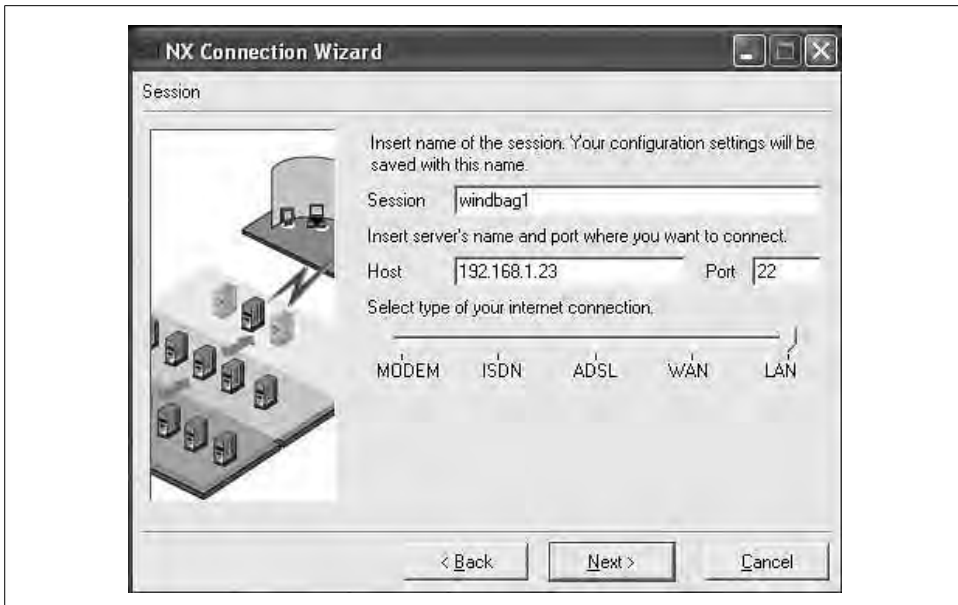 NX Connection Wizard
Session
Insert name of the session. Your configuration settings will be
saved with this name.
Session windbag1
Insert server's name and port where you want to connect.
Host 192.168.1.23 Port 22
Select type of your internet connection.
MODEM ISDN ADSL WAN LAN
< Back Next > Cancel